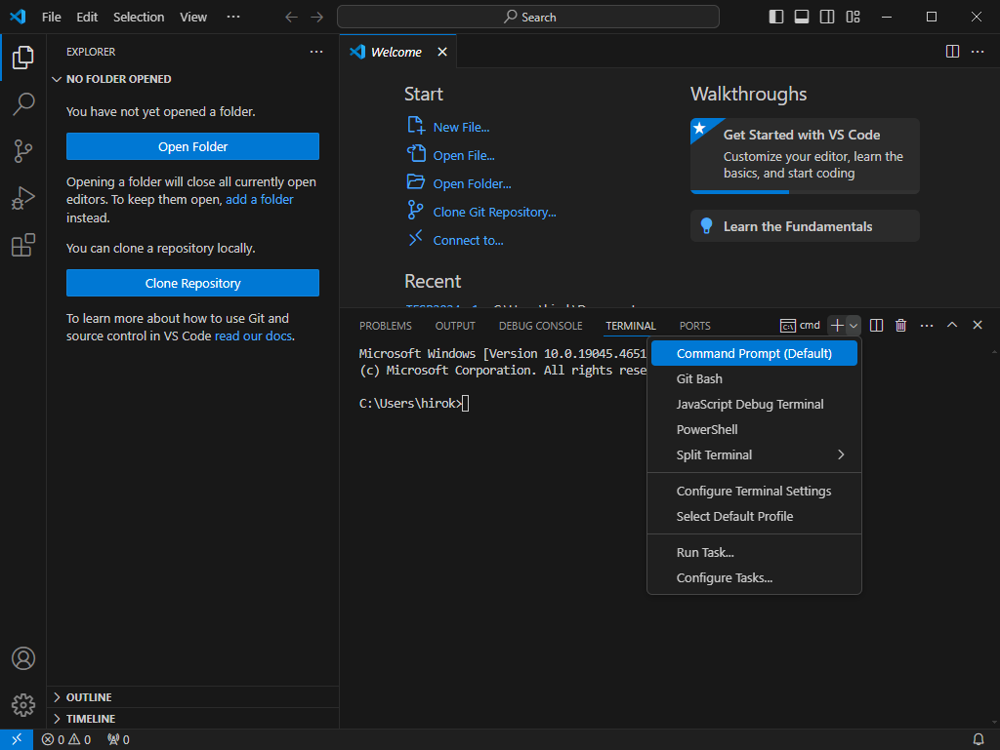 File Edit Selection View ··· Search
EXPLORER ···
NO FOLDER OPENED
You have not yet opened a folder.
Open Folder
Opening a folder will close all currently open
editors. To keep them open, add a folder
instead.
You can clone a repository locally.
Clone Repository
To learn more about how to use Git and
source control in VS Code read our docs.
OUTLINE
TIMELINE
Welcome
Start
New File...
Open File...
Open Folder...
Clone Git Repository...
Connect to...
Recent
Walkthroughs
Get Started with VS Code
Customize your editor, learn the
basics, and start coding
Learn the Fundamentals
PROBLEMS OUTPUT DEBUG CONSOLE TERMINAL PORTS cmd
Microsoft Windows [Version 10.0.19045.4651
(c) Microsoft Corporation. All rights rese
C:\Users\hirok>
Command Prompt (Default)
Git Bash
JavaScript Debug Terminal
PowerShell
Split Terminal
Configure Terminal Settings
Select Default Profile
Run Task...
Configure Tasks...
0 0 0